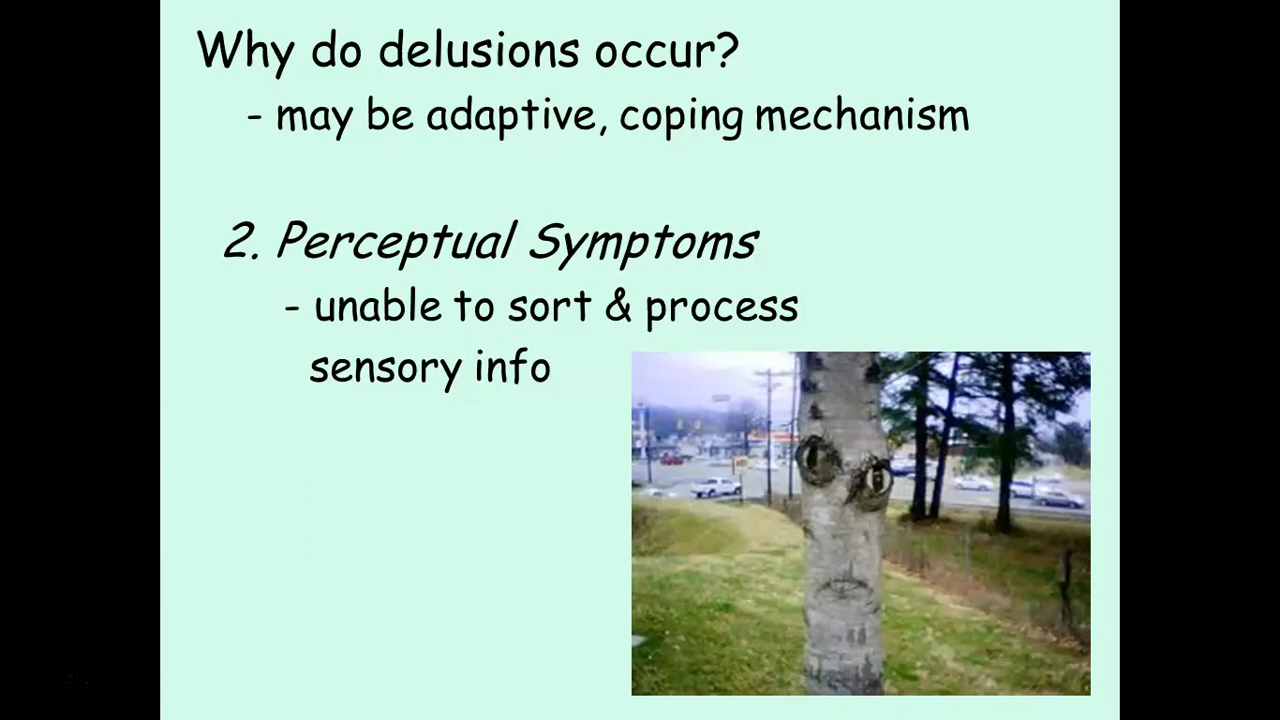 Why do delusions occur?
- may be adaptive, coping mechanism
2. Perceptual Symptoms
- unable to sort & process
sensory info